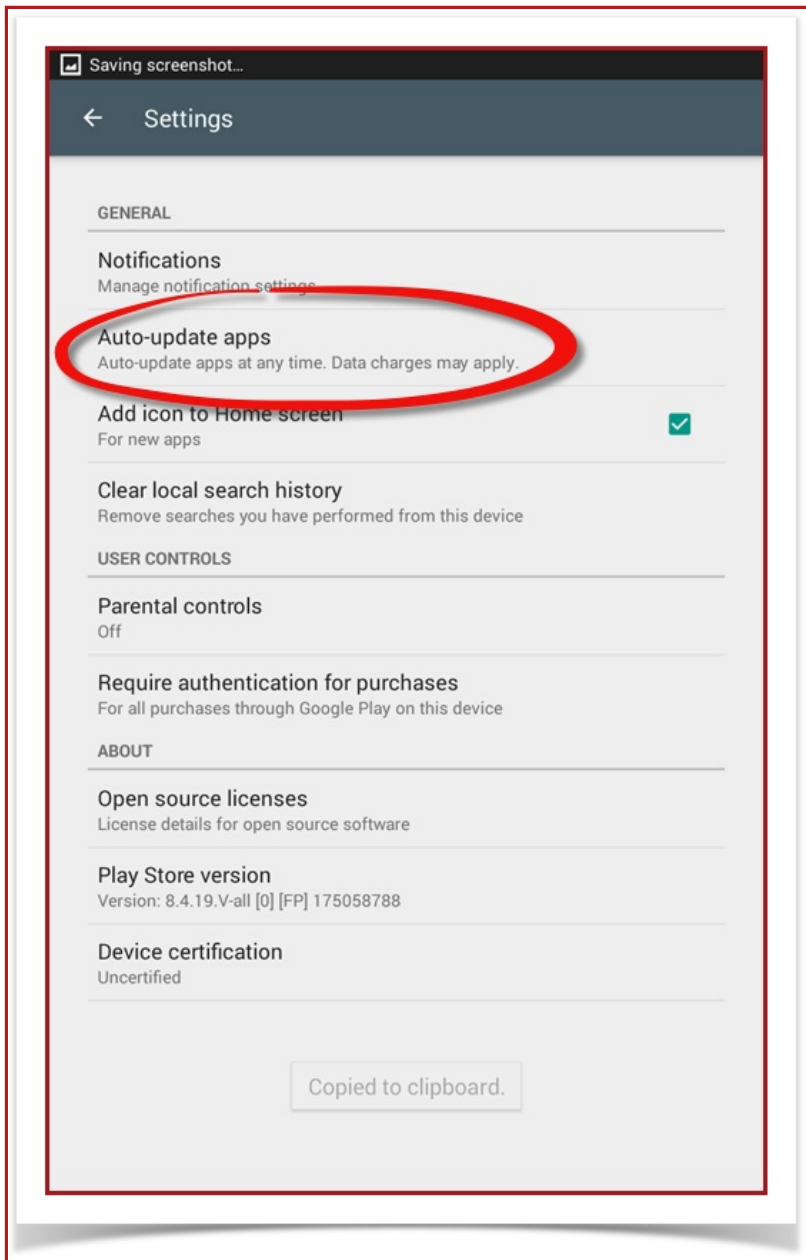 Saving screenshot...
Settings
GENERAL
Notifications
Manage notification settings
Auto-update apps
Auto-update apps at any time. Data charges may apply.
Add icon to Home screen
For new apps
Clear local search history
Remove searches you have performed from this device
USER CONTROLS
Parental controls
Off
Require authentication for purchases
For all purchases through Google Play on this device
ABOUT
Open source licenses
License details for open source software
Play Store version
Version: 8.4.19.V-all [0] [FP] 175058788
Device certification
Uncertified
Copied to clipboard.